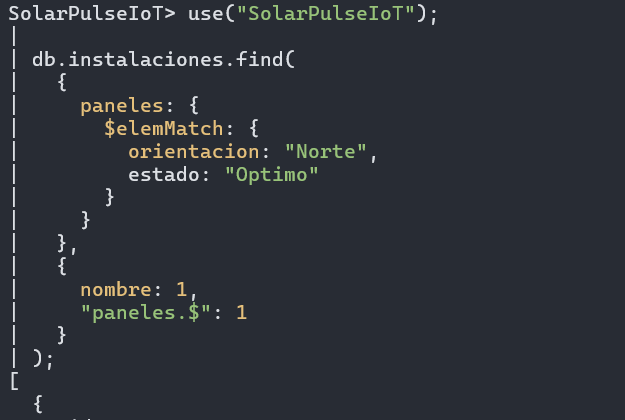 SolarPulseIoT> use("SolarPulseIoT");
|
| db.instalaciones.find(
|   {
|     paneles: {
|       $elemMatch: {
|         orientacion: "Norte",
|         estado: "Optimo"
|       }
|     }
|   },
|   {
|     nombre: 1,
|     "paneles.$": 1
|   }
| );
[
  {